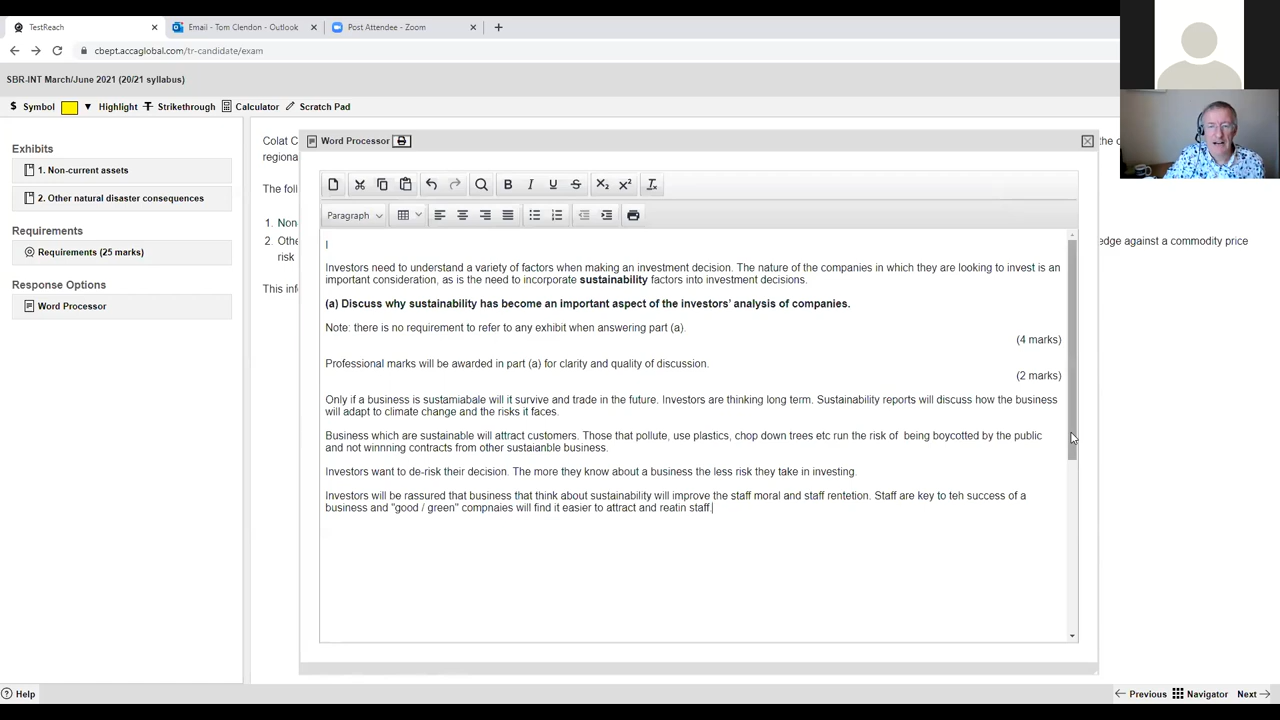 TestReach
Email - Tom Clendon - Outlook
Post Attendee - Zoom
cbept.accaglobal.com/tr-candidate/exam
SBR-INT March/June 2021 (20/21 syllabus)
$ Symbol Highlight Strikethrough Calculator Scratch Pad
Exhibits
1. Non-current assets
2. Other natural disaster consequences
Requirements
Requirements (25 marks)
Response Options
Word Processor
Colat C
regiona
The foll
1. Non
2. Othe
risk
This inf
the c
edge against a commodity price
Word Processor
B I U S X₂ X²
Paragraph
Investors need to understand a variety of factors when making an investment decision. The nature of the companies in which they are looking to invest is an
important consideration, as is the need to incorporate sustainability factors into investment decisions.
(a) Discuss why sustainability has become an important aspect of the investors' analysis of companies.
Note: there is no requirement to refer to any exhibit when answering part (a).
(4 marks)
Professional marks will be awarded in part (a) for clarity and quality of discussion.
(2 marks)
Only if a business is sustamiabale will it survive and trade in the future. Investors are thinking long term. Sustainability reports will discuss how the business
will adapt to climate change and the risks it faces.
Business which are sustainable will attract customers. Those that pollute, use plastics, chop down trees etc run the risk of being boycotted by the public
and not winnning contracts from other sustaianble business.
Investors want to de-risk their decision. The more they know about a business the less risk they take in investing.
Investors will be rassured that business that think about sustainability will improve the staff moral and staff rentetion. Staff are key to teh success of a
business and "good / green" compnaies will find it easier to attract and reatin staff.
Help
Previous Navigator Next